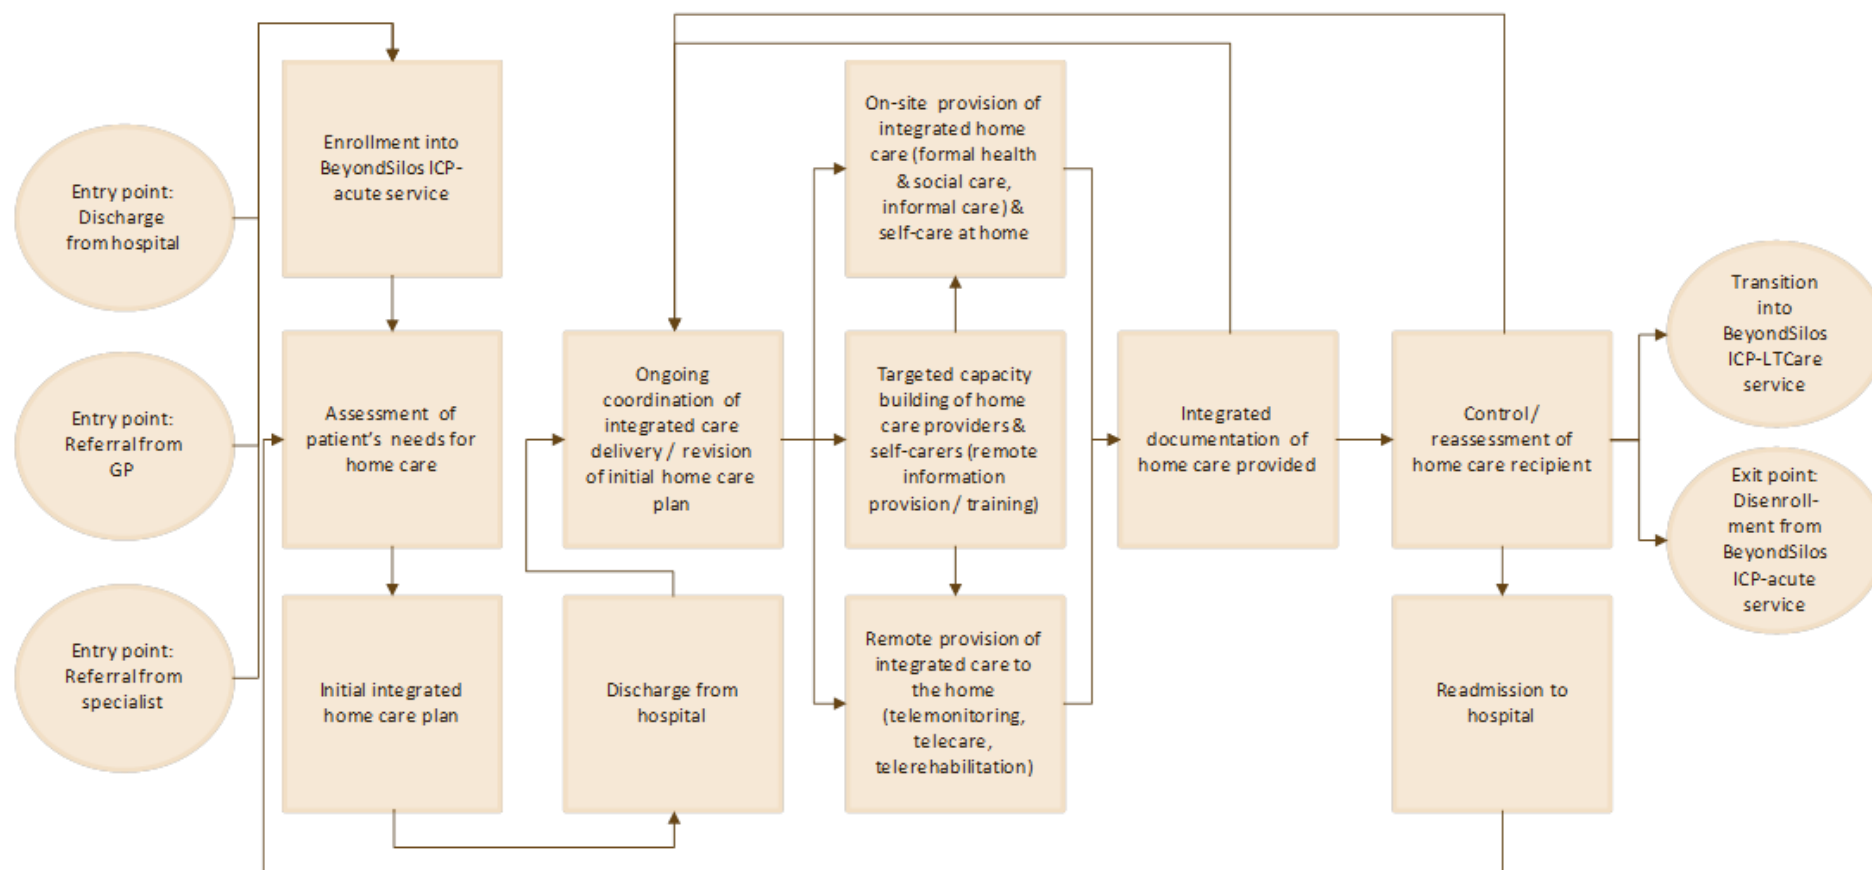 Entry point:
Discharge
from hospital
Entry point:
Referral from
GP
Entry point:
Referral from
specialist
Enrollment into
BeyondSilos ICP-
acute service
Assessment of
patient's needs for
home care
Initial integrated
home care plan
Ongoing
coordination of
integrated care
delivery / revision
of initial home care
plan
Discharge from
hospital
On-site provision of
integrated home
care (formal health
& social care,
informal care) &
self-care at home
Targeted capacity
building of home
care providers &
self-carers (remote
information
provision / training)
Remote provision of
integrated care to
the home
(telemonitoring,
telecare,
telerehabilitation)
Integrated
documentation of
home care provided
Control /
reassessment of
home care recipient
Readmission to
hospital
Transition
into
BeyondSilos
ICP-LTCare
service
Exit point:
Disenroll-
ment from
BeyondSilos
ICP-acute
service